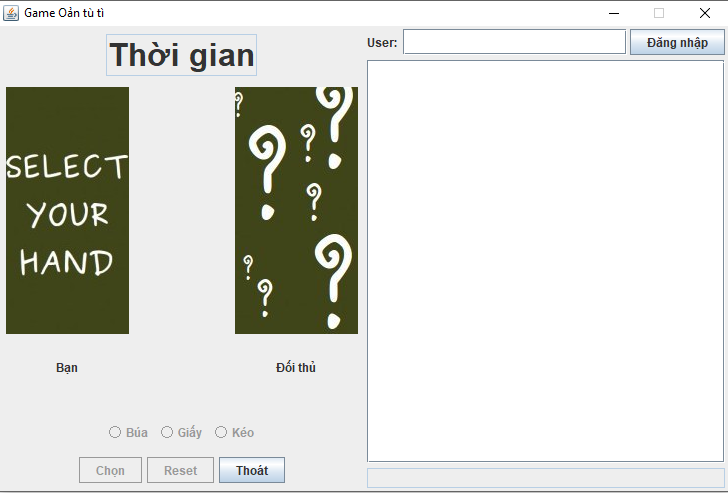 Game Oản tù tì
Thời gian
User:
Đăng nhập
SELECT
YOUR
HAND
? ? ? ? ? ? ? ?
Bạn
Đối thủ
Búa Giấy Kéo
Chọn Reset Thoát